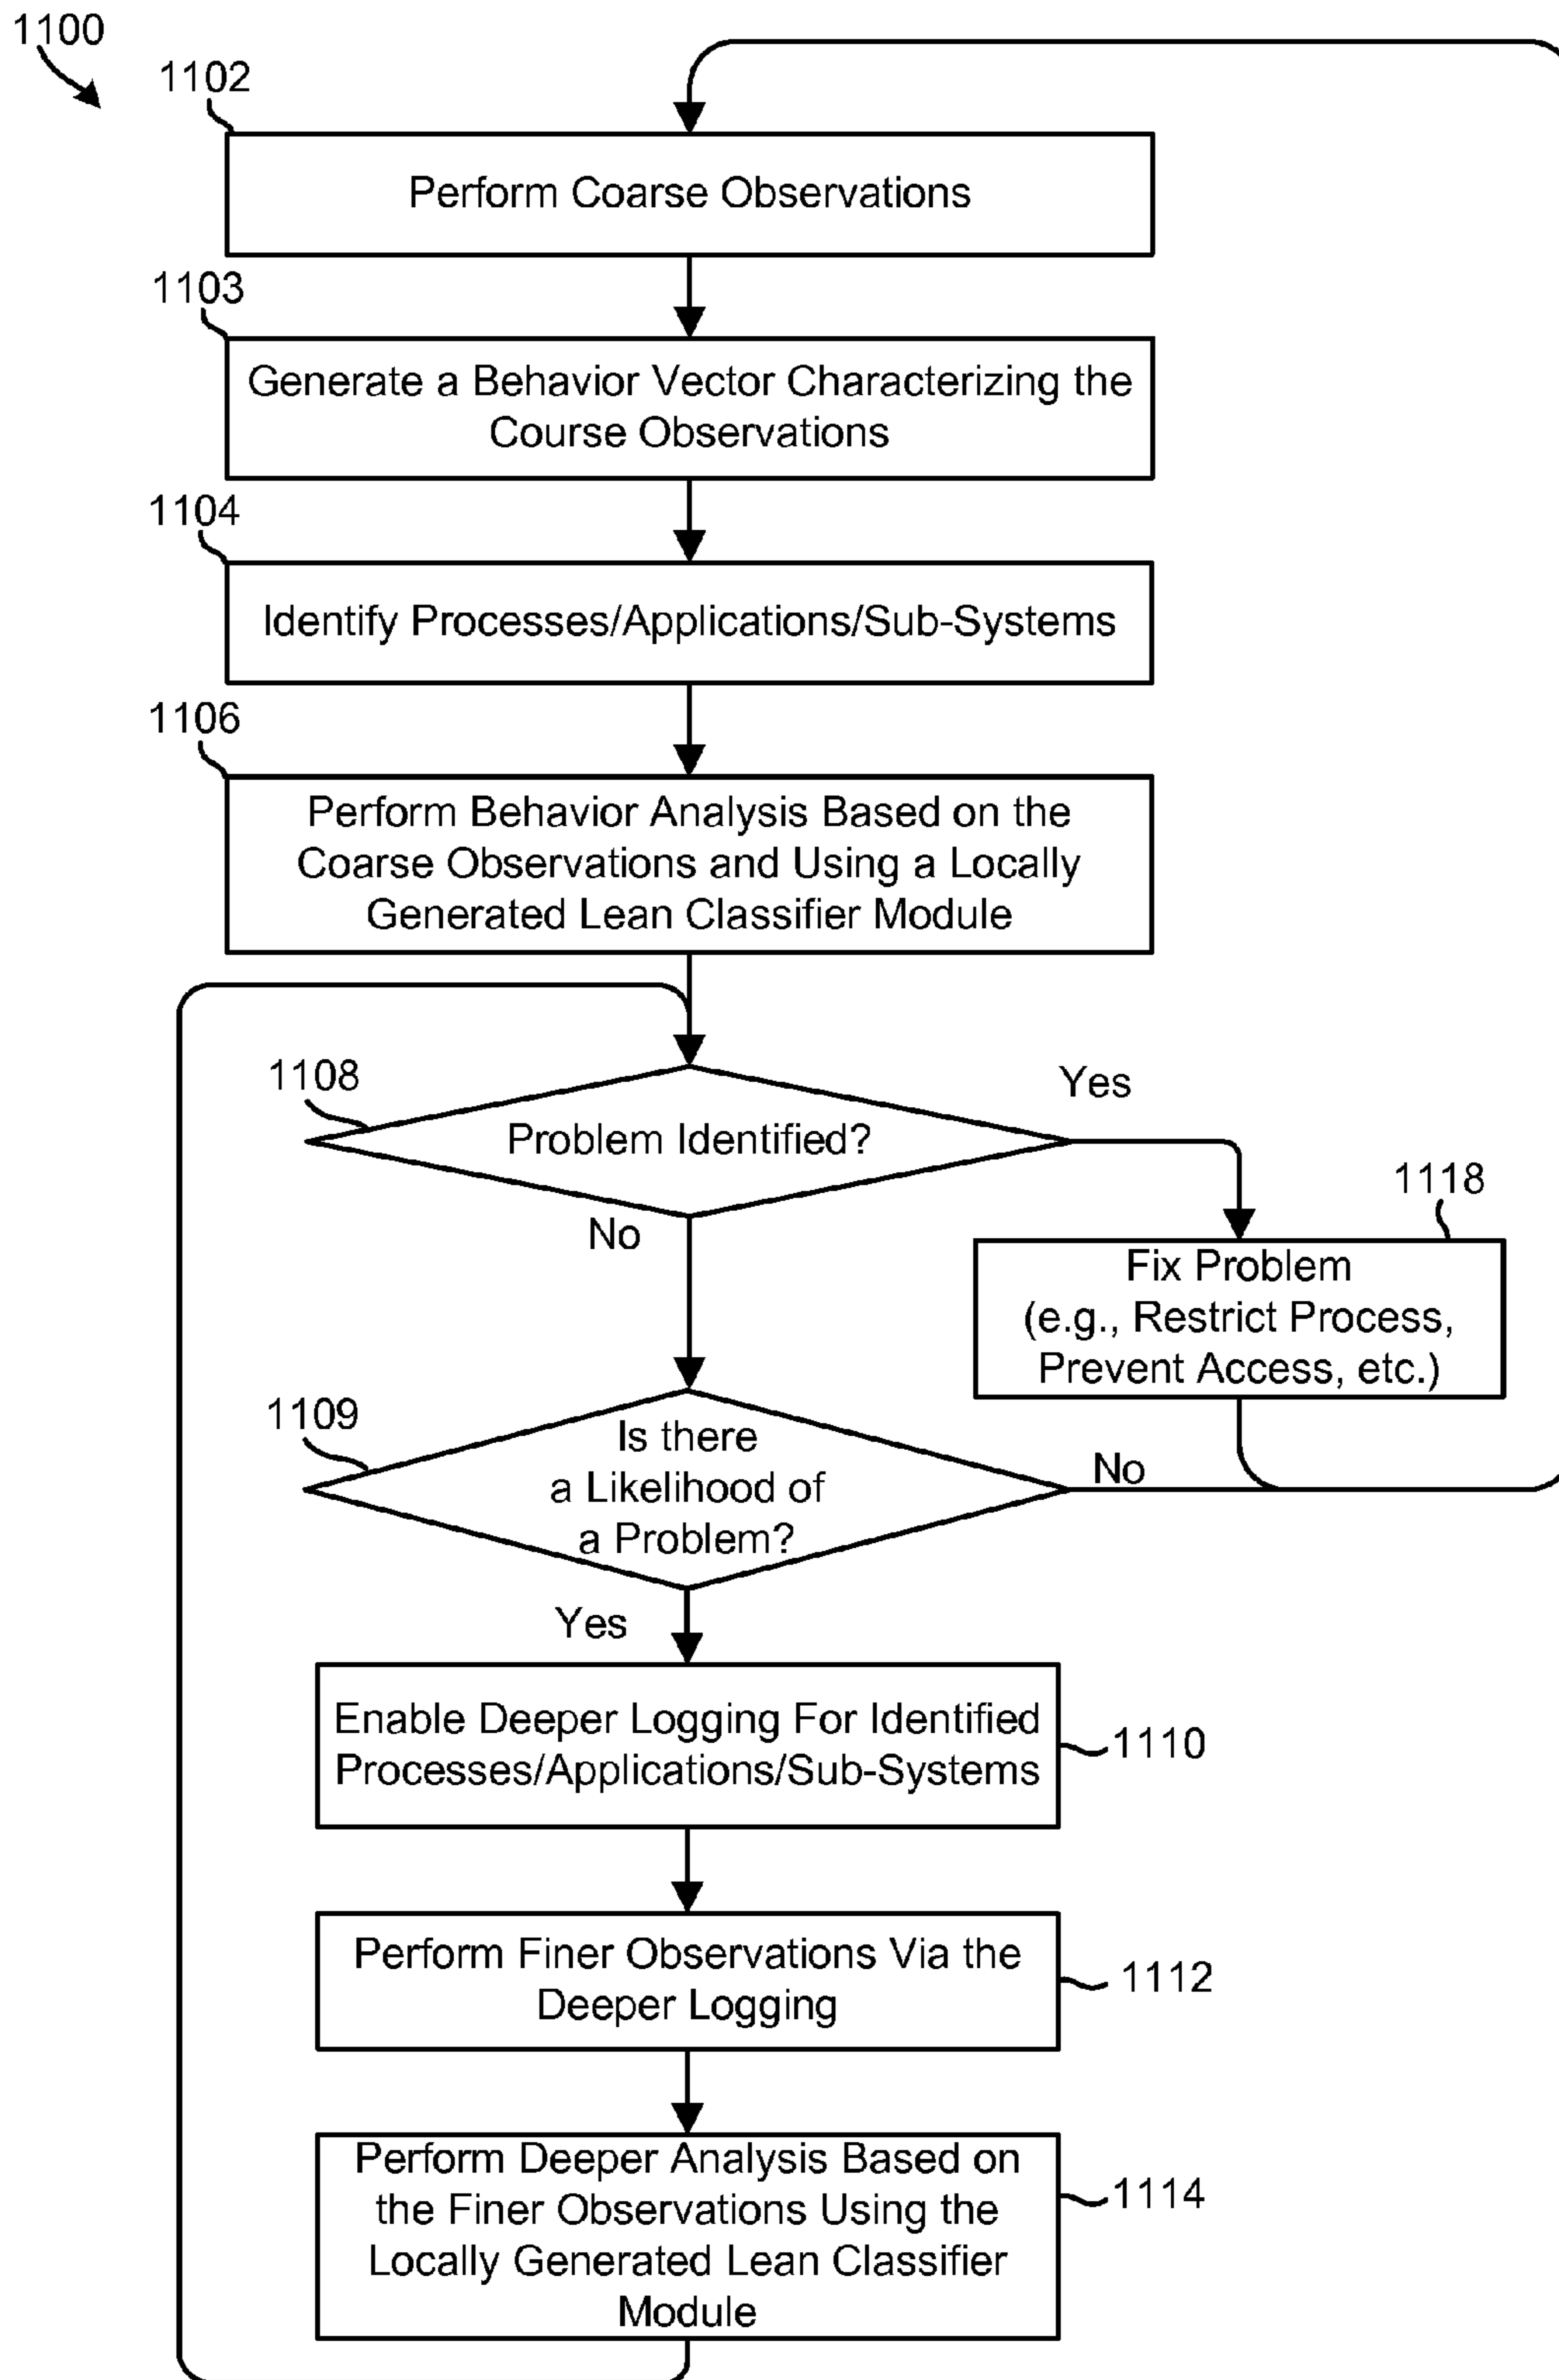 1100
1102
Perform Coarse Observations
1103
Generate a Behavior Vector Characterizing the
Course Observations
1104
Identify Processes/Applications/Sub-Systems
1106
Perform Behavior Analysis Based on the
Coarse Observations and Using a Locally
Generated Lean Classifier Module
1108
Problem Identified?
Yes
No
1118
Fix Problem
(e.g., Restrict Process,
Prevent Access, etc.)
1109
Is there
a Likelihood of
a Problem?
No
Yes
Enable Deeper Logging For Identified
Processes/Applications/Sub-Systems
1110
Perform Finer Observations Via the
Deeper Logging
1112
Perform Deeper Analysis Based on
the Finer Observations Using the
Locally Generated Lean Classifier
Module
1114